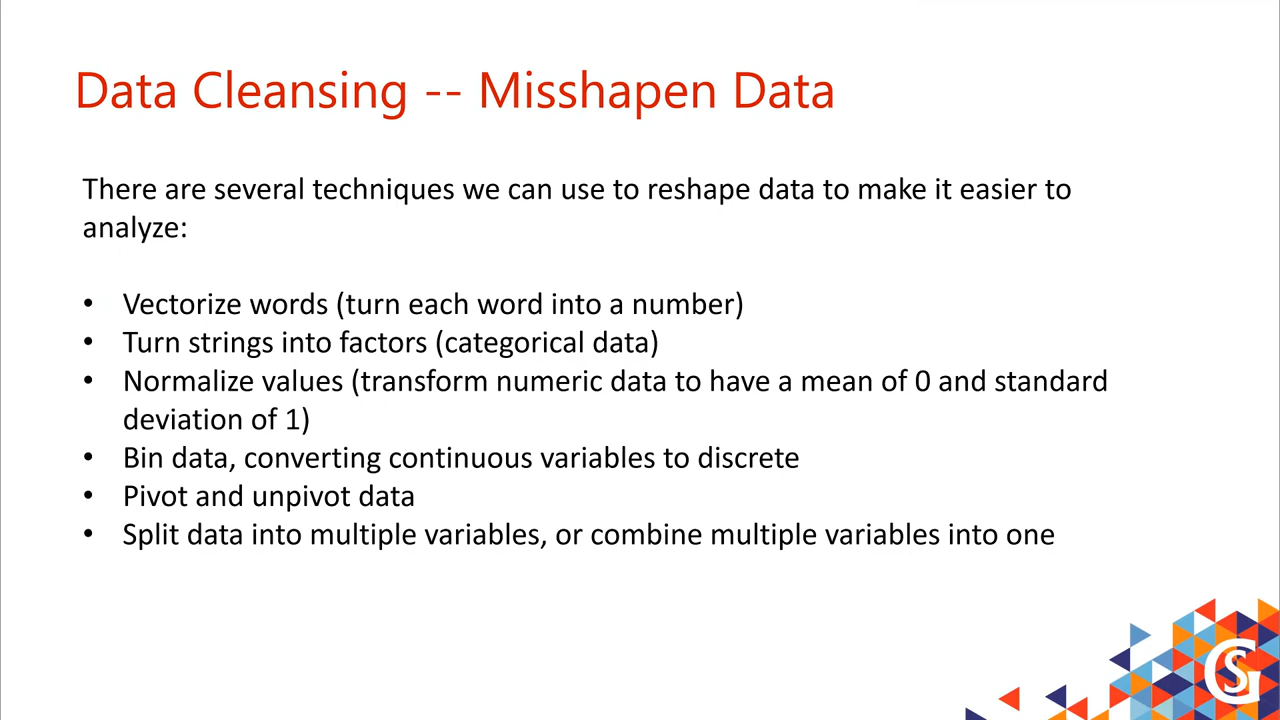 Data Cleansing -- Misshapen Data
There are several techniques we can use to reshape data to make it easier to
analyze:
• Vectorize words (turn each word into a number)
• Turn strings into factors (categorical data)
• Normalize values (transform numeric data to have a mean of 0 and standard
deviation of 1)
• Bin data, converting continuous variables to discrete
• Pivot and unpivot data
• Split data into multiple variables, or combine multiple variables into one
GS